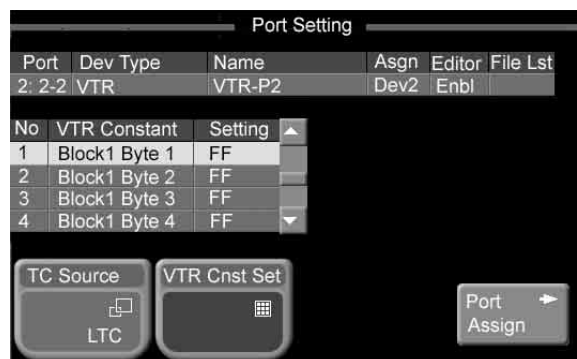 Port Setting
Port Dev Type Name Asgn Editor File Lst
2: 2-2 VTR VTR-P2 Dev2 Enbl
No VTR Constant Setting
1 Block1 Byte 1 FF
2 Block1 Byte 2 FF
3 Block1 Byte 3 FF
4 Block1 Byte 4 FF
TC Source VTR Cnst Set
LTC
Port
Assign